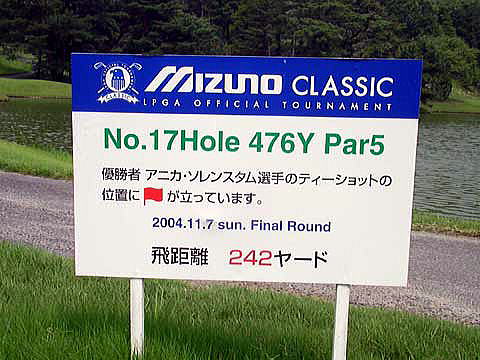 MIZUNO CLASSIC
LPGA OFFICIAL TOURNAMENT
No.17Hole 476Y Par5
優勝者 アニカ・ソレンスタム選手のティーショットの
位置に が立っています。
2004.11.7 sun. Final Round
飛距離 242ヤード